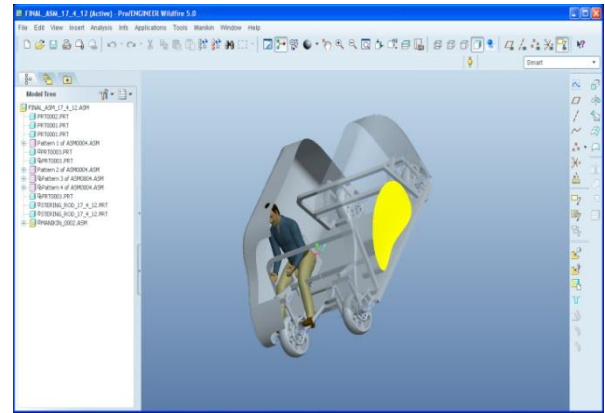 FINAL_ASM_17_4_12 (Active) - Pro/ENGINEER Wildfire 5.0
File Edit View Insert Analysis Info Applications Tools Manikin Window Help
Smart
Model Tree
FINAL_ASM_17_4_12.ASM
PRT0002.PRT
PRT0001.PRT
PRT0001.PRT
Pattern 1 of ASM0004.ASM
PRT0003.PRT
PRT0001.PRT
Pattern 2 of ASM0004.ASM
Pattern 3 of ASM0004.ASM
Pattern 4 of ASM0004.ASM
PRT0003.PRT
STERING_ROD_17_4_12.PRT
STERING_ROD_17_4_12.PRT
MANIKIN_0002.ASM